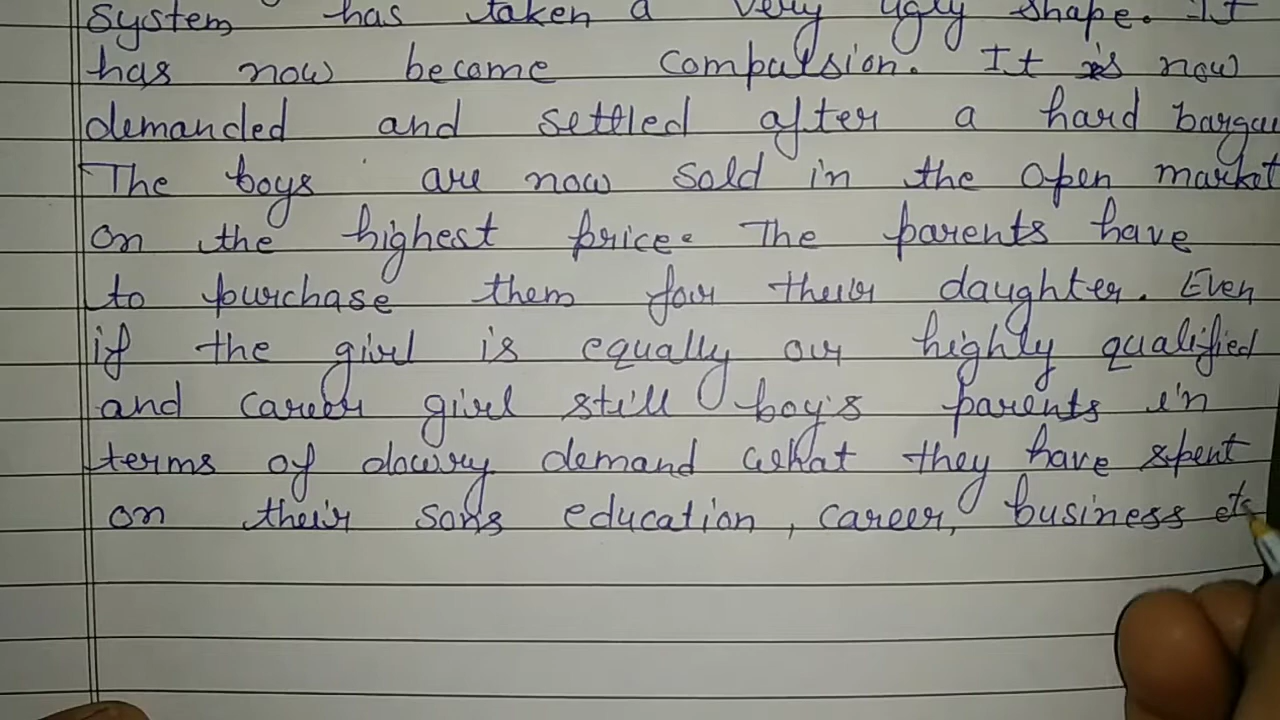 system has taken a very ugly shape. It
has now become compulsion. It is now
demanded and settled after a hard bargai
The boys are now sold in the open market
on the highest price. The parents have
to purchase them for their daughter. Even
if the girl is equally or highly qualified
and career girl still boy's parents in
terms of dowry demand what they have spent
on their sons education, career, business etc